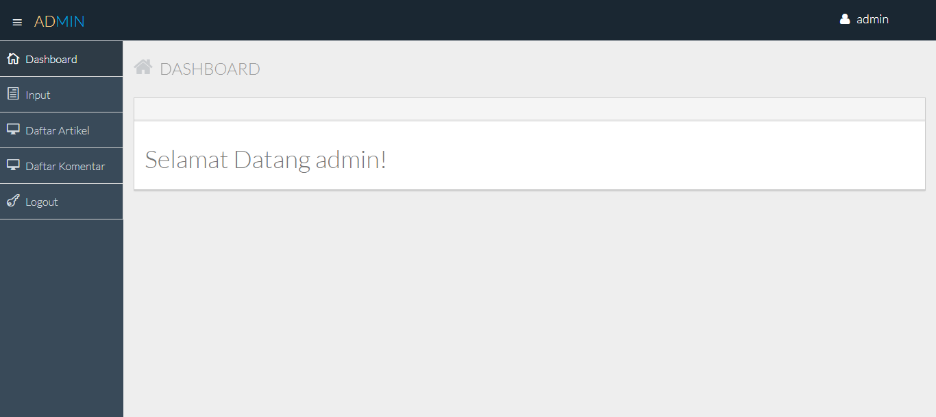 ADMIN
admin
Dashboard
Input
Daftar Artikel
Daftar Komentar
Logout
DASHBOARD
Selamat Datang admin!